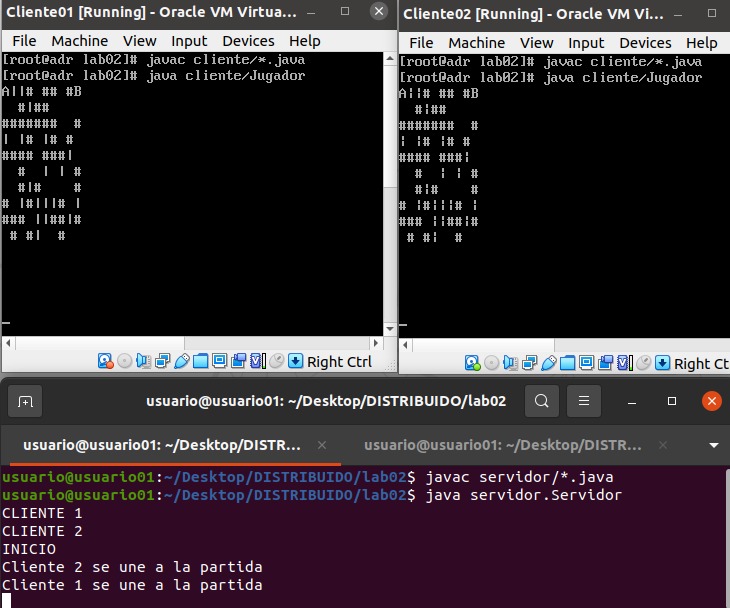 Cliente01 [Running] - Oracle VM Virtua...
File Machine View Input Devices Help
[root@adr lab02]# javac cliente/*.java
[root@adr lab02]# java cliente/Jugador
A||# ## #B
  #|##
#######  #
| |# |# #
#### ###|
  #  | | #
  #|#    #
# |#|||# |
### ||##|#
 # #|  #
_
Right Ctrl
Cliente02 [Running] - Oracle VM Vi...
File Machine View Input Devices Help
[root@adr lab02]# javac cliente/*.java
[root@adr lab02]# java cliente/Jugador
A||# ## #B
  #|##
#######  #
| |# |# #
#### ###|
  #  | | #
  #|#    #
# |#|||# |
### ||##|#
 # #|  #
_
Right Ctrl
usuario@usuario01: ~/Desktop/DISTRIBUIDO/lab02
usuario@usuario01: ~/Desktop/DISTR...
usuario@usuario01: ~/Desktop/DISTR...
usuario@usuario01:~/Desktop/DISTRIBUIDO/lab02$ javac servidor/*.java
usuario@usuario01:~/Desktop/DISTRIBUIDO/lab02$ java servidor.Servidor
CLIENTE 1
CLIENTE 2
INICIO
Cliente 2 se une a la partida
Cliente 1 se une a la partida